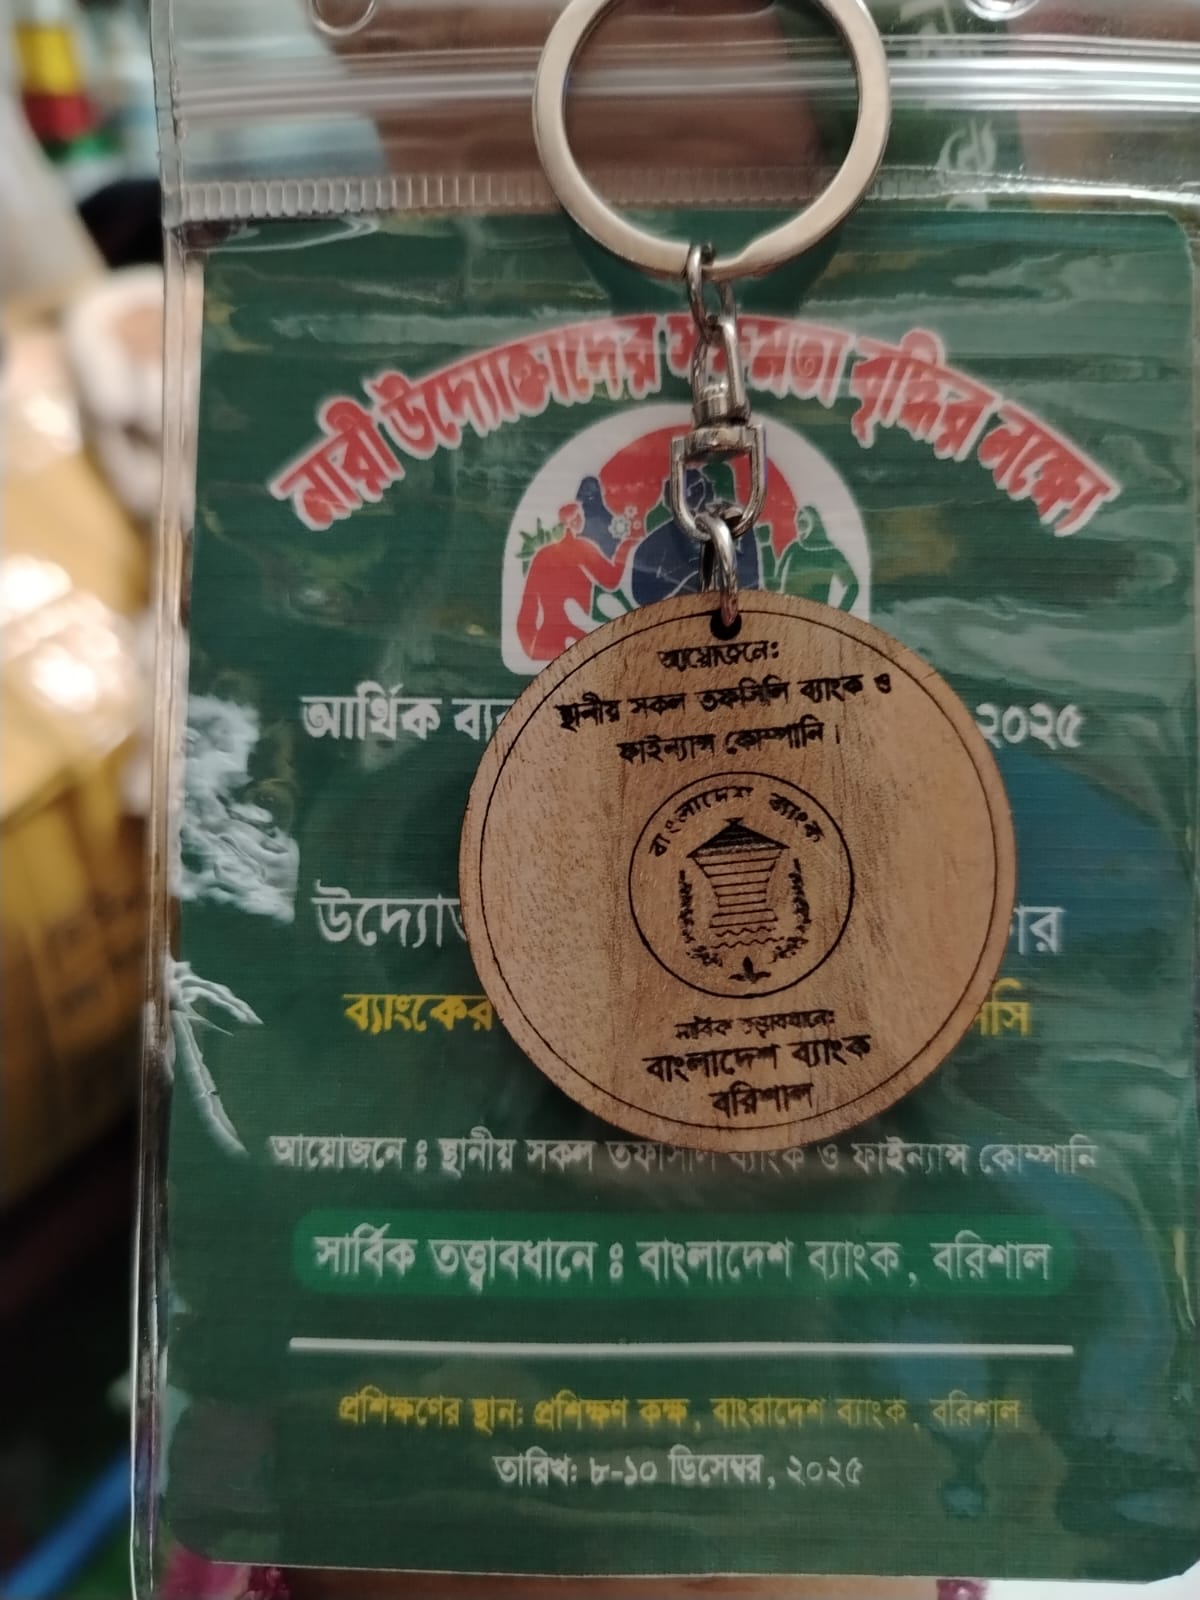 নারী উদ্যোক্তাদের সক্ষমতা বৃদ্ধির লক্ষ্যে
আর্থিক ২০২৫
ব্যাংকের
আয়োজনে:
স্থানীয় সকল তফসিলি ব্যাংক ও
ফাইন্যান্স কোম্পানি।
বাংলাদেশ ব্যাংক
সার্বিক তত্ত্বাবধানে:
বাংলাদেশ ব্যাংক
বরিশাল
আয়োজনে ঃ স্থানীয় সকল তফসিলি ব্যাংক ও ফাইন্যান্স কোম্পানি
সার্বিক তত্ত্বাবধানে ঃ বাংলাদেশ ব্যাংক, বরিশাল
প্রশিক্ষণের স্থান: প্রশিক্ষণ কক্ষ, বাংরাদেশ ব্যাংক, বরিশাল
তারিখ: ৮-১০ ডিসেম্বর, ২০২৫